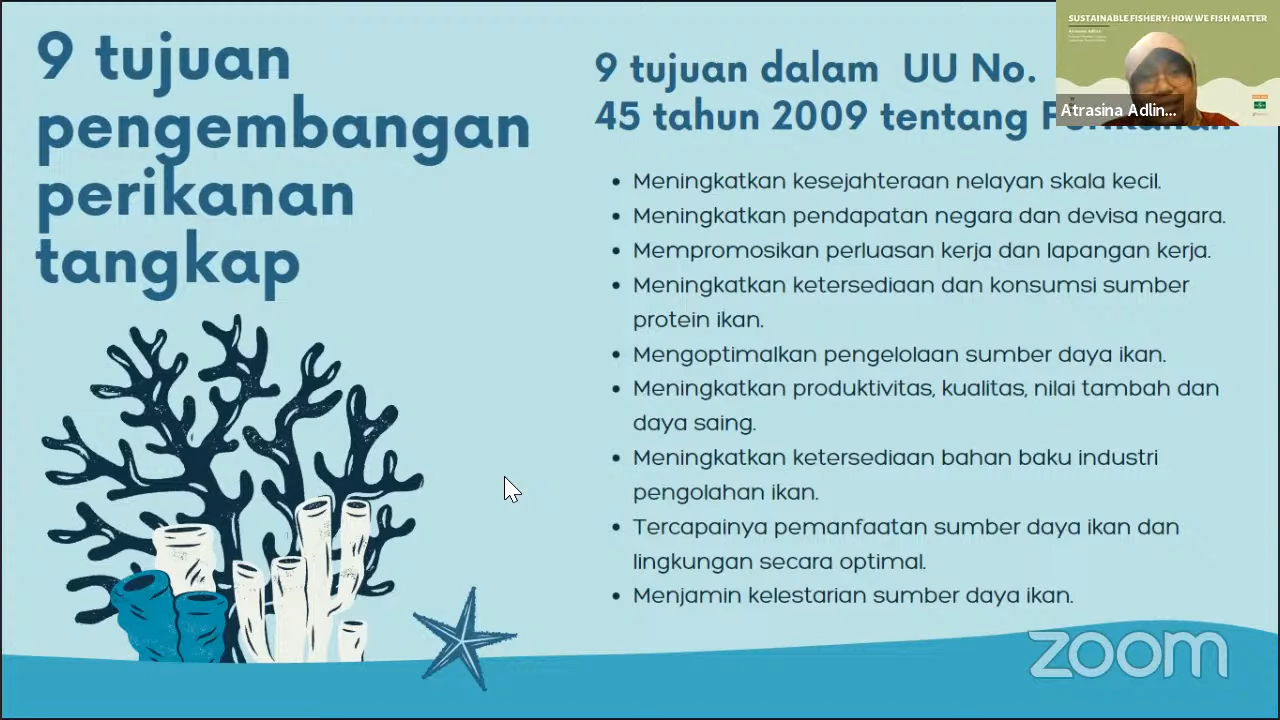 9 tujuan
pengembangan
perikanan
tangkap
9 tujuan dalam UU No.
45 tahun 2009 tentang
• Meningkatkan kesejahteraan nelayan skala kecil.
• Meningkatkan pendapatan negara dan devisa negara.
• Mempromosikan perluasan kerja dan lapangan kerja.
• Meningkatkan ketersediaan dan konsumsi sumber
protein ikan.
• Mengoptimalkan pengelolaan sumber daya ikan.
• Meningkatkan produktivitas, kualitas, nilai tambah dan
daya saing.
• Meningkatkan ketersediaan bahan baku industri
pengolahan ikan.
• Tercapainya pemanfaatan sumber daya ikan dan
lingkungan secara optimal.
• Menjamin kelestarian sumber daya ikan.
SUSTAINABLE FISHERY: HOW WE FISH MATTER
Atrasina Adlin...
zoom